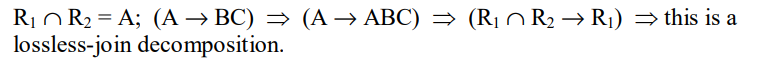 R₁ ∩ R₂ = A; (A → BC) ⇒ (A → ABC) ⇒ (R₁ ∩ R₂ → R₁) ⇒ this is a
lossless-join decomposition.